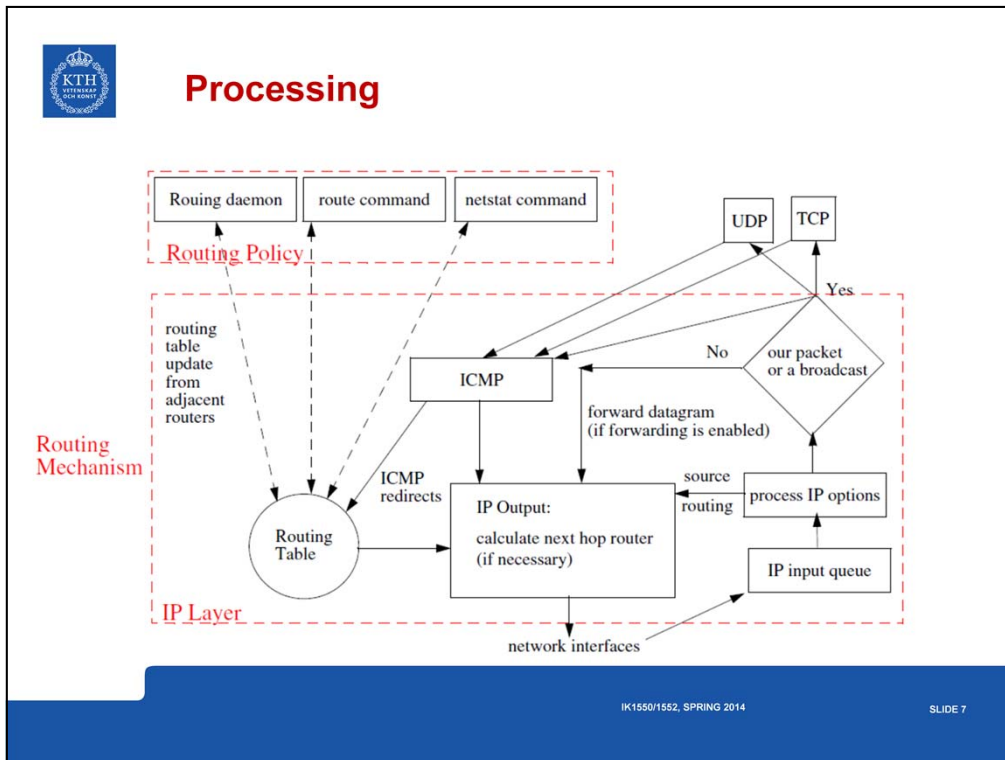 KTH
VETENSKAP
OCH KONST
Processing
Rouing daemon
route command
netstat command
Routing Policy
UDP
TCP
Yes
routing
table
update
from
adjacent
routers
No
our packet
or a broadcast
ICMP
forward datagram
(if forwarding is enabled)
Routing
Mechanism
ICMP
redirects
source
routing
process IP options
IP Output:
calculate next hop router
(if necessary)
Routing
Table
IP input queue
IP Layer
network interfaces
IK1550/1552, SPRING 2014
SLIDE 7